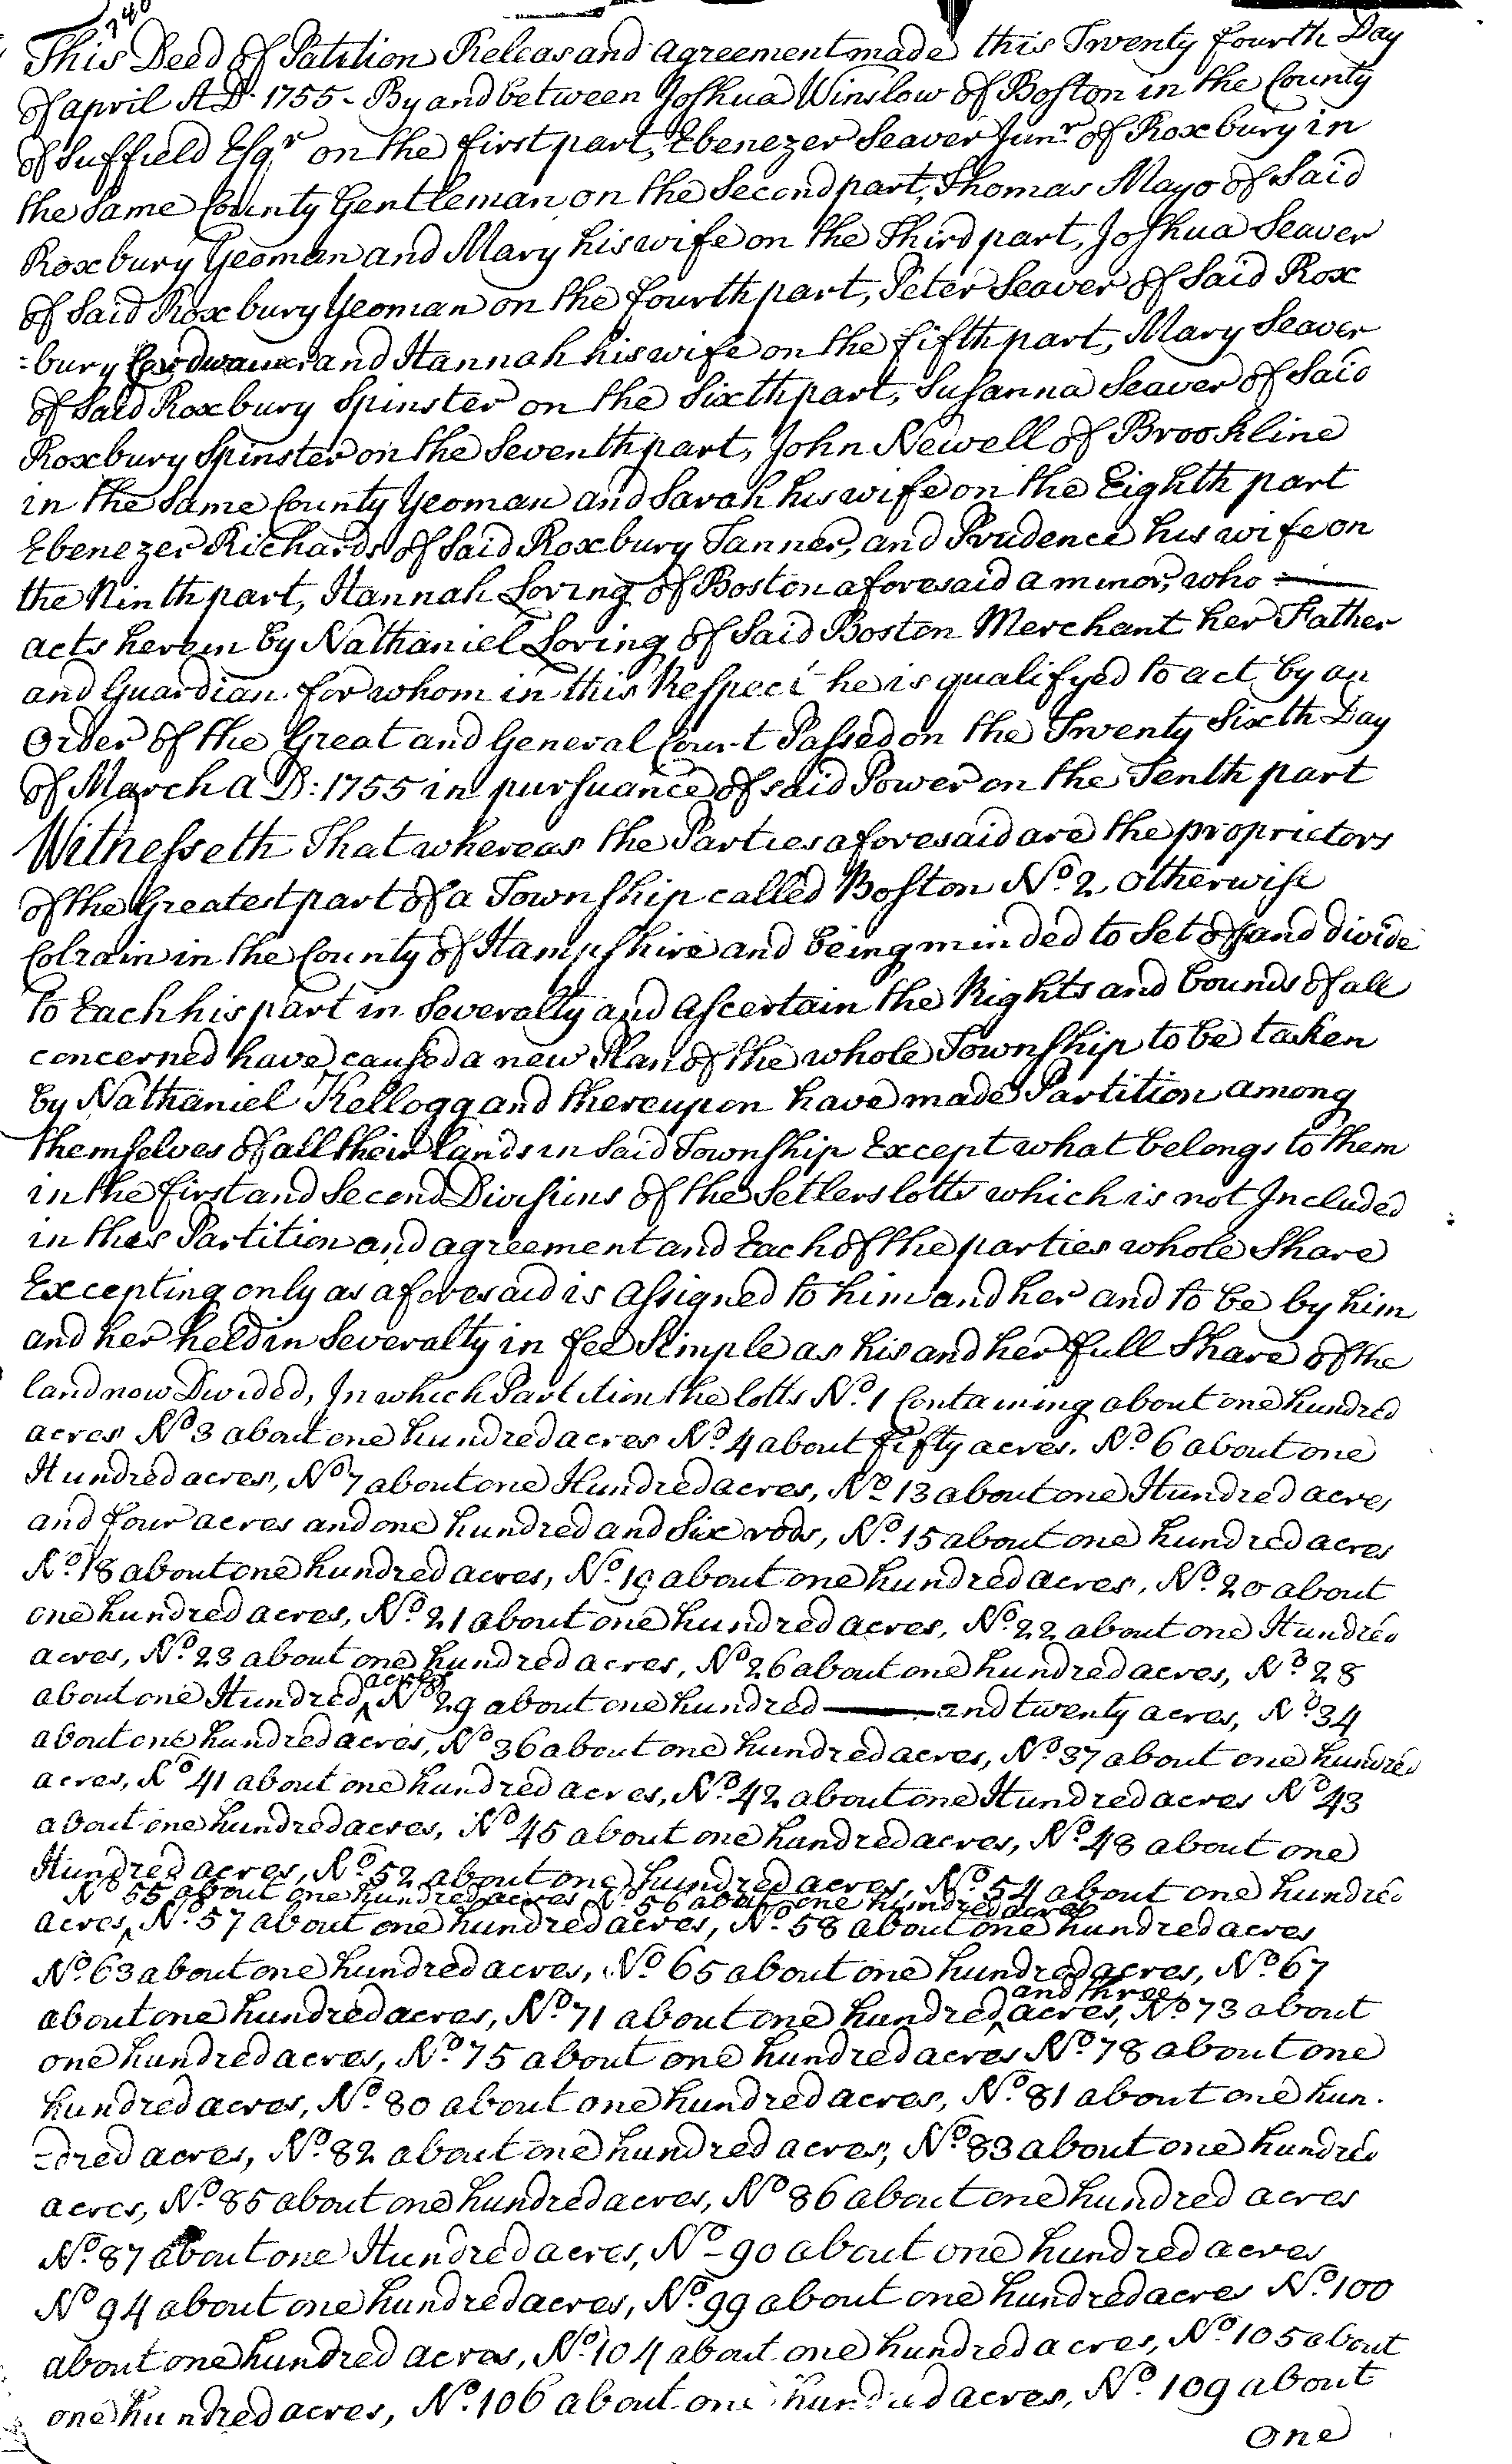 240
This Deed of Patition Releas and agreement made this Twenty fourth Day
of april A D: 1755 - By and between Joshua Winslow of Boston in the County
of Suffield Esqr on the first part, Ebenezer Seaver Junr of Roxbury in
the Same County Gentleman on the Second part, Thomas Mayo of Said
Roxbury Yeoman and Mary his wife on the Third part, Joshua Seaver
of Said Roxbury Yeoman on the fourth part, Peter Seaver of Said Rox
=bury Cordwainer and Hannah his wife on the fifth part, Mary Seaver
of Said Roxbury Spinster on the Sixth part, Susanna Seaver of Said
Roxbury Spinster on the Seventh part, John Newell of Brookline
in the Same County Yeoman and Sarah his wife on the Eighth part
Ebenezer Richards of Said Roxbury Tanner, and Prudence his wife on
the Ninth part, Hannah Loring of Boston aforesaid a minor, who
acts herein by Nathaniel Loring of Said Boston Merchant her Father
and Guardian for whom in this Respect he is qualifyed to act by an
Order of the Great and General Court Passed on the Twenty Sixth Day
of March A D: 1755 in pursuance of said Power on the Tenth part
Witnesseth That whereas the Parties aforesaid are the proprietors
of the Greatest part of a Township called Boston No. 2 otherwise
Colrain in the County of Hampshire and being minded to Set off and divide
to Each his part in Severalty and Ascertain the Rights and bounds of all
concerned have caused a new Plan of the whole Township to be taken
by Nathaniel Kellogg and thereupon have made Partition among
themselves of all their lands in Said Township Except what belongs to them
in the first and Second Divisions of the Setlers lotts which is not Included
in this Partition and agreement and Each of the parties whole Share
Excepting only as aforesaid is Assigned to him and her and to be by him
and her held in Severalty in fee Simple as his and her full Share of the
land now Divided, In which Partition the lotts No. 1 Containing about one hundred
acres No 3 about one hundred acres No. 4 about fifty acres. No. 6 about one
Hundred acres, No 7 about one Hundred acres, No. 13 about one Hundred acres
and four acres and one hundred and Six rods, No. 15 about one hundred acres
No. 18 about one hundred acres, No. 19 about one hundred acres, No. 20 about
one hundred acres, No. 21 about one hundred acres, No. 22 about one Hundred
acres, No. 23 about one hundred acres, No 26 about one hundred acres, No. 28
about one Hundred acres No 29 about one hundred and twenty acres, No. 34
about one hundred acres, No 36 about one hundred acres, No. 37 about one hundred
acres, No 41 about one hundred acres, No. 42 about one Hundred acres No 43
about one hundred acres, No 45 about one hundred acres, No. 48 about one
Hundred acres, No. 52 about one hundred acres, No. 54 about one hundred
No 55 about one hundred acres No. 56 about one hundred acres
acres, No. 57 about one hundred acres, No. 58 about one hundred acres
No. 63 about one hundred acres, No. 65 about one hundred acres, No. 67
about one hundred acres, No. 71 about one hundred and three acres, No. 73 about
one hundred acres, No. 75 about one hundred acres No. 78 about one
hundred acres, No. 80 about one hundred acres, No. 81 about one hun.
=dred acres, No. 82 about one hundred acres, No. 83 about one hundred
acres, No. 85 about one hundred acres, No 86 about one hundred acres
No. 87 about one Hundred acres, No. 90 about one hundred acres
No 94 about one hundred acres, No. 99 about one hundred acres No. 100
about one hundred acres, No. 104 about one hundred acres, No. 105 about
one hundred acres, No. 106 about one hundred acres, No. 109 about
one